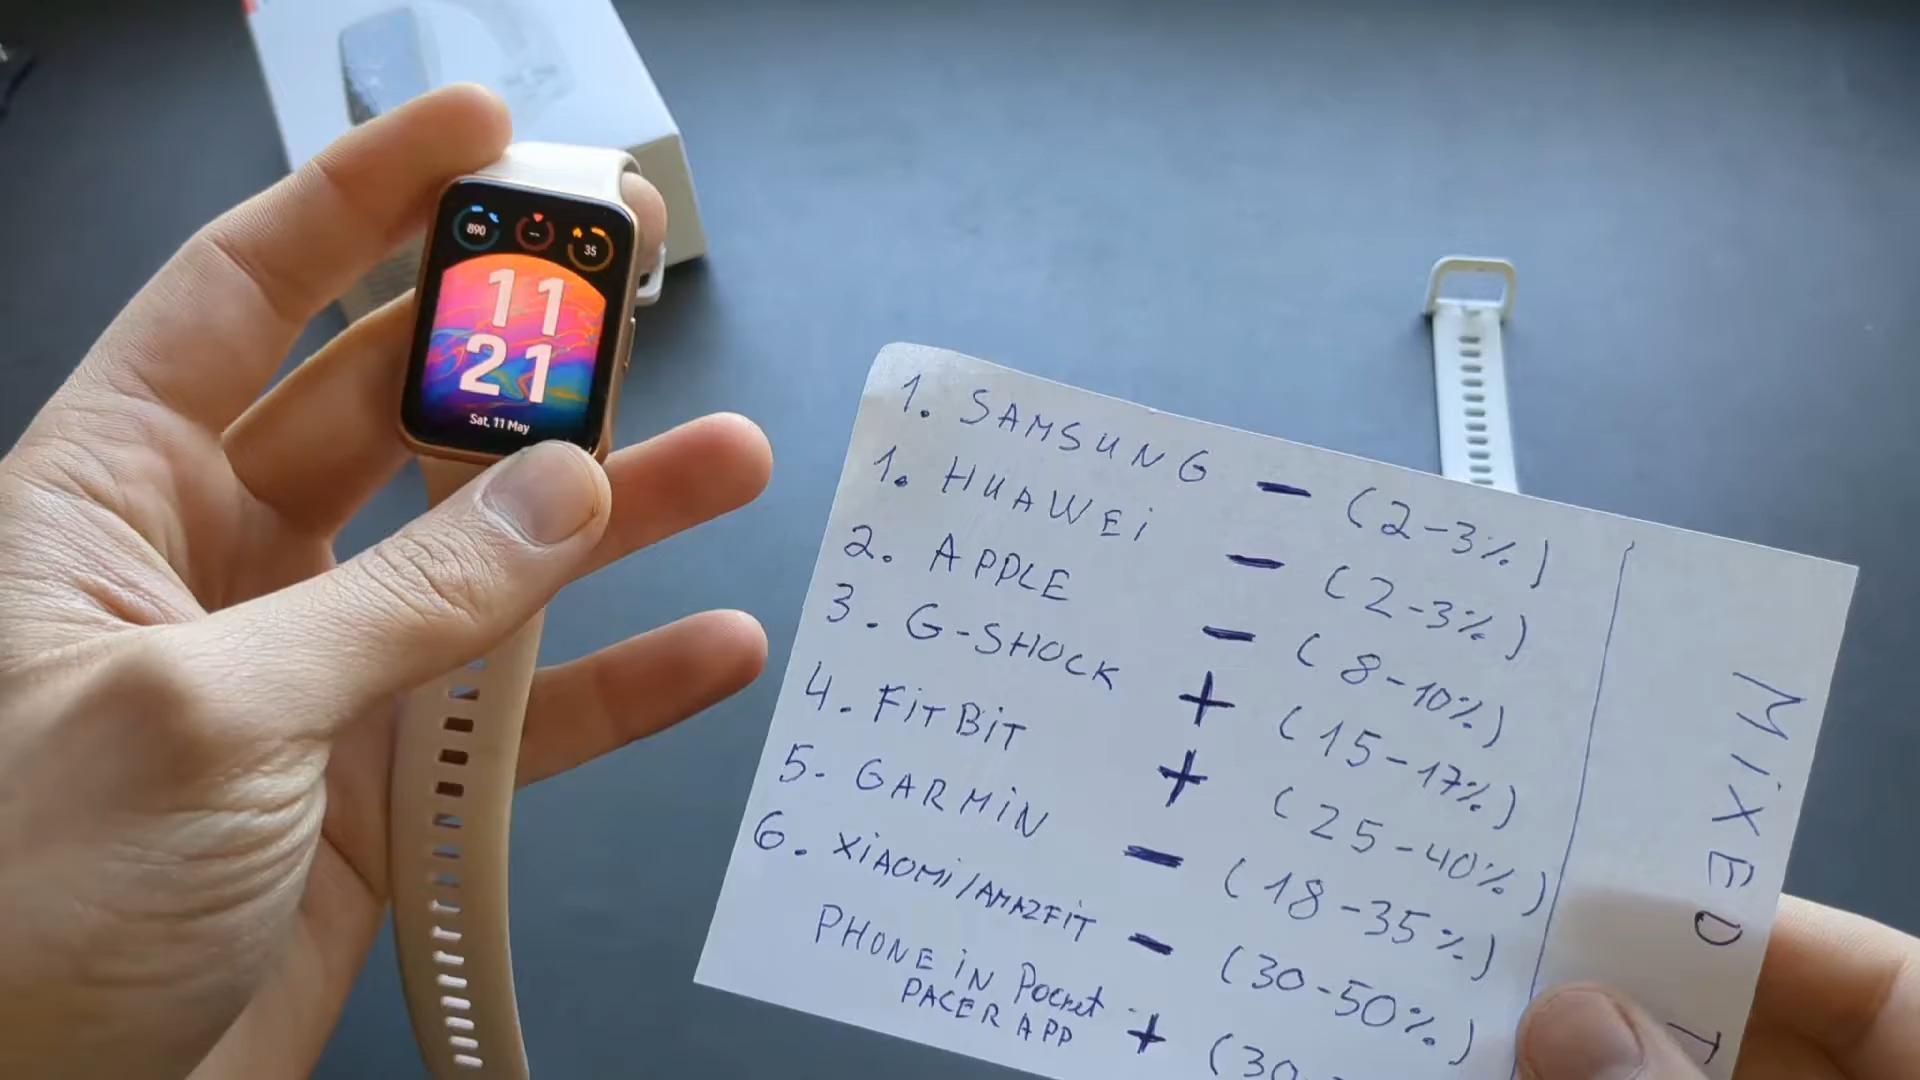 890
--
35
11
21
Sat, 11 May
1. SAMSUNG - (2-3%)
1. HUAWEi - (2-3%)
2. APPLE - (8-10%)
3. G-SHOCK + (15-17%)
4. FiTBiT + (25-40%)
5. GARMiN - (18-35%)
6. XiAOMi/AMAZFiT - (30-50%)
PHONE iN Pocket
PACER APP + (30-
MiXED T